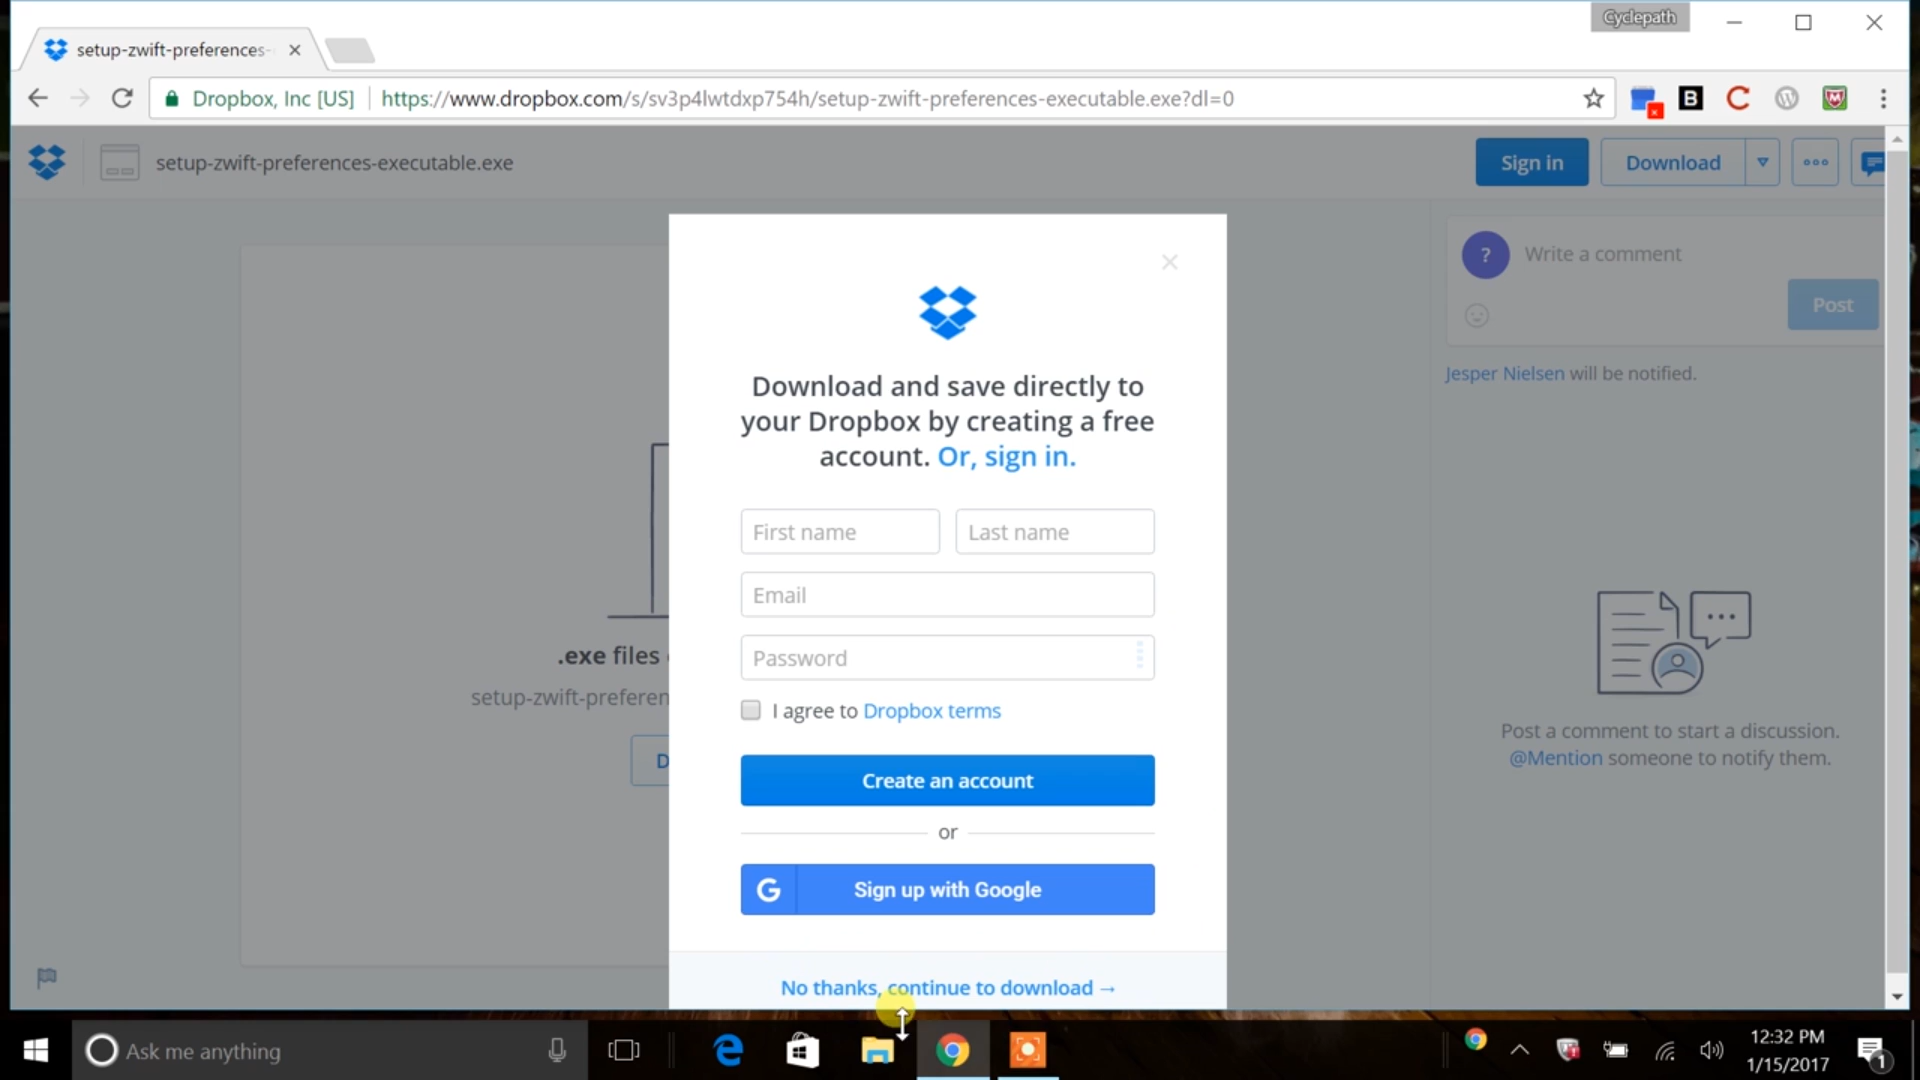 Cyclepath
setup-zwift-preferences-
Dropbox, Inc [US]
https://www.dropbox.com/s/sv3p4lwtdxp754h/setup-zwift-preferences-executable.exe?dl=0
B
C
setup-zwift-preferences-executable.exe
Sign in
Download
?
Write a comment
Post
Jesper Nielsen will be notified.
Download and save directly to
your Dropbox by creating a free
account. Or, sign in.
First name
Last name
Email
Password
I agree to Dropbox terms
.exe files
setup-zwift-preferen
D
Create an account
or
G
Sign up with Google
No thanks, continue to download →
Post a comment to start a discussion.
@Mention someone to notify them.
Ask me anything
12:32 PM
1/15/2017
1